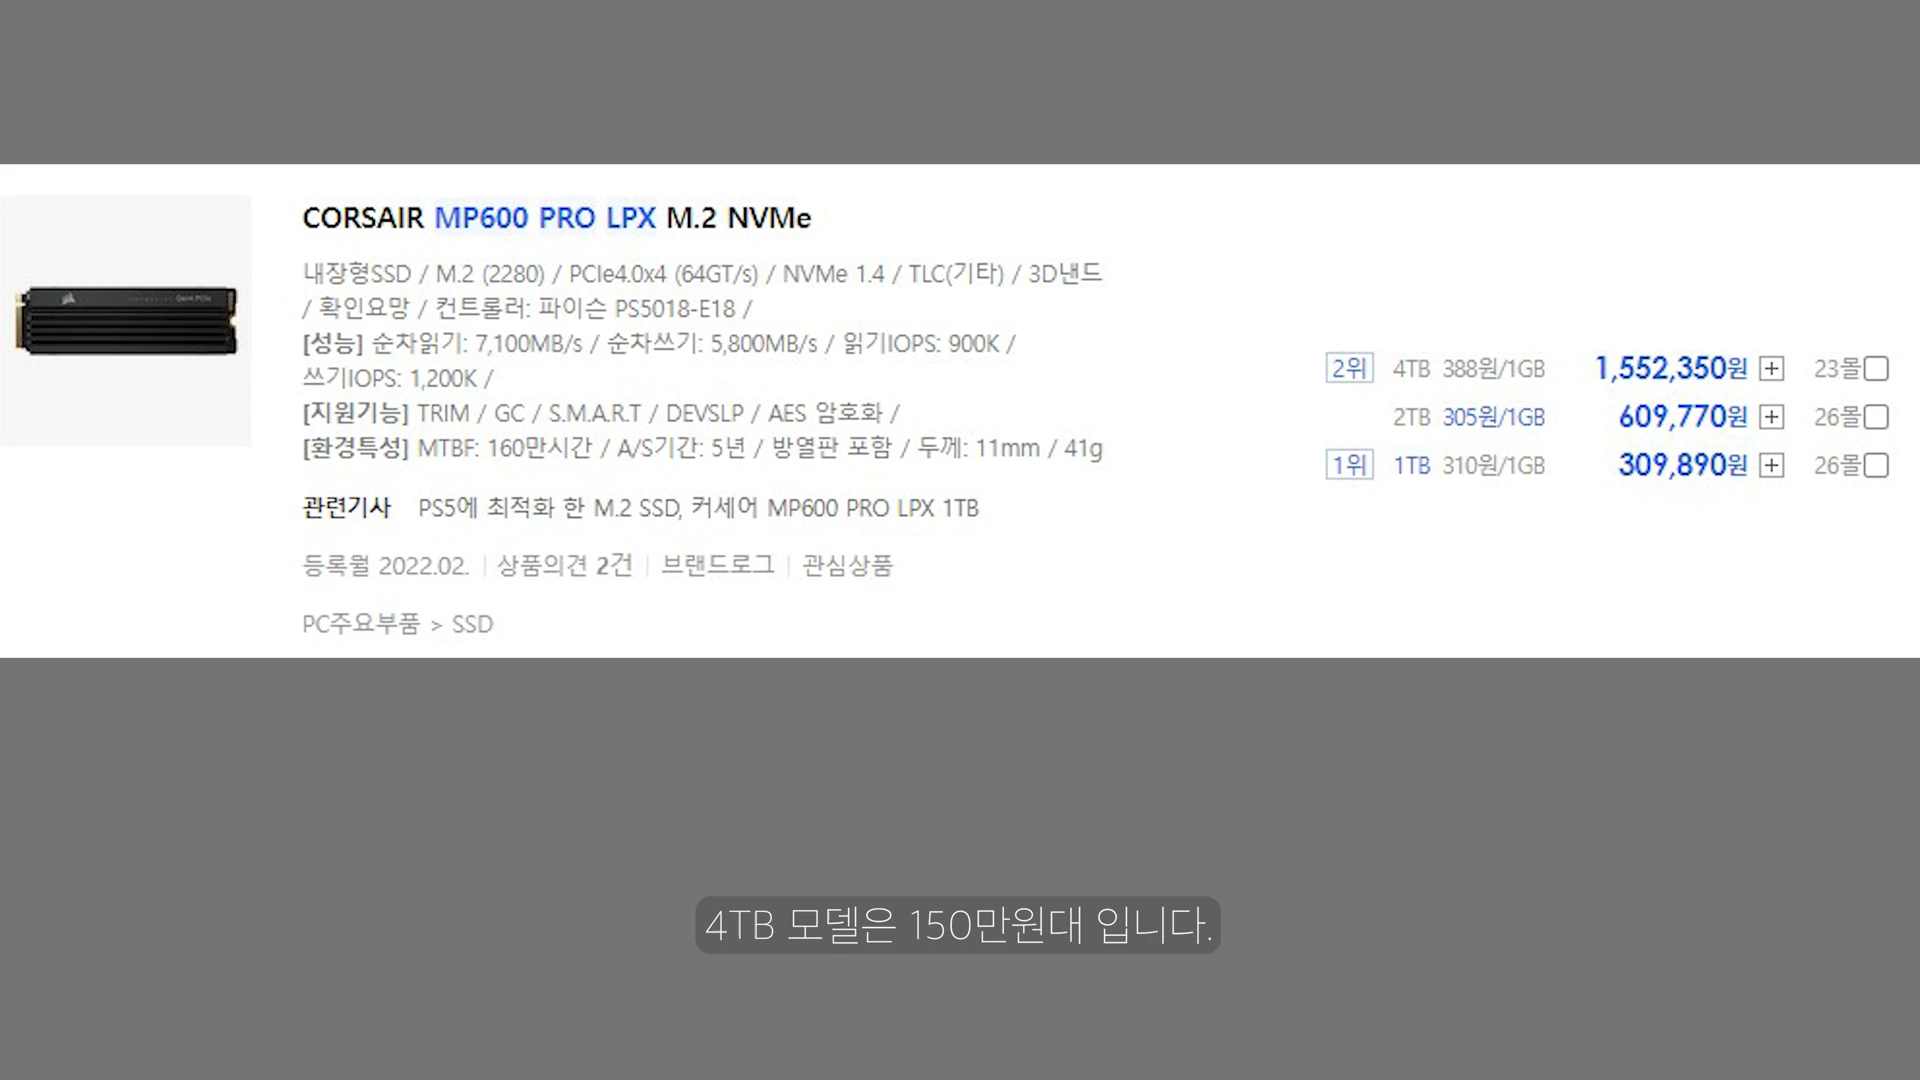 CORSAIR MP600 PRO LPX M.2 NVMe
내장형SSD / M.2 (2280) / PCIe4.0x4 (64GT/s) / NVMe 1.4 / TLC(기타) / 3D낸드
/ 확인요망 / 컨트롤러: 파이슨 PS5018-E18 /
[성능] 순차읽기: 7,100MB/s / 순차쓰기: 5,800MB/s / 읽기IOPS: 900K /
쓰기IOPS: 1,200K /
[지원기능] TRIM / GC / S.M.A.R.T / DEVSLP / AES 암호화 /
[환경특성] MTBF: 160만시간 / A/S기간: 5년 / 방열판 포함 / 두께: 11mm / 41g
관련기사 PS5에 최적화 한 M.2 SSD, 커세어 MP600 PRO LPX 1TB
등록월 2022.02. | 상품의견 2건 | 브랜드로그 | 관심상품
PC주요부품 > SSD
2위 4TB 388원/1GB 1,552,350원 + 23몰
2TB 305원/1GB 609,770원 + 26몰
1위 1TB 310원/1GB 309,890원 + 26몰
4TB 모델은 150만원대 입니다.